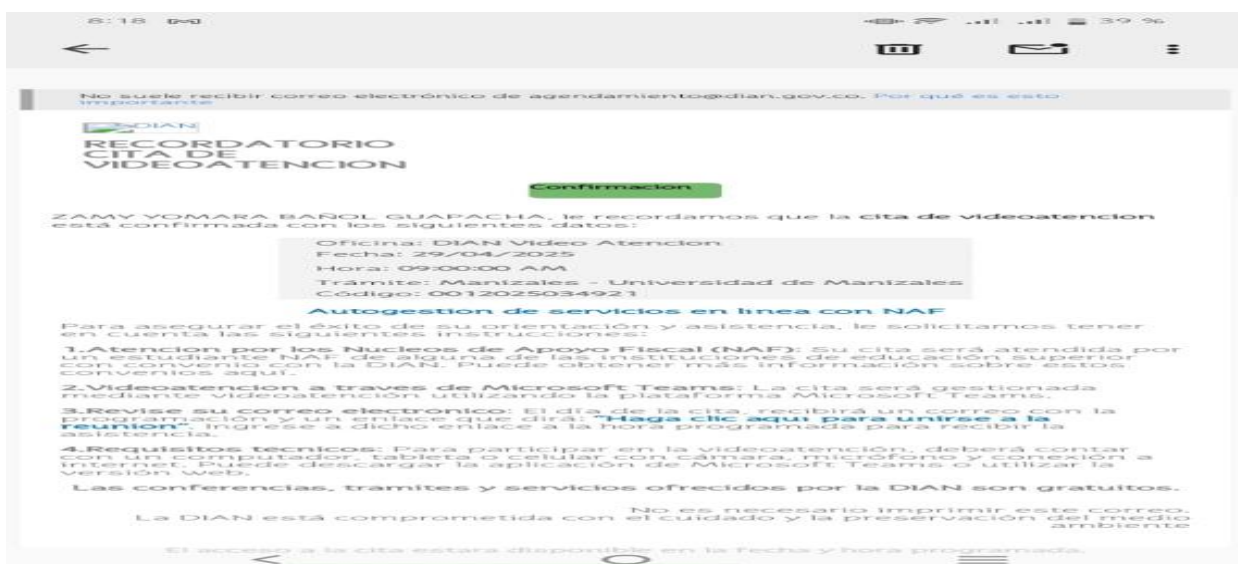 8:18
39 %
No suele recibir correo electrónico de agendamiento@dian.gov.co. Por qué es esto
importante
DIAN
RECORDATORIO
CITA DE
VIDEOATENCION
Confirmacion
ZAMY YOMARA BAÑOL GUAPACHA, le recordamos que la cita de videoatencion
está confirmada con los siguientes datos:
Oficina: DIAN Video Atencion
Fecha: 29/04/2025
Hora: 09:00:00 AM
Trámite: Manizales - Universidad de Manizales
Código: 0012025034921
Autogestion de servicios en linea con NAF
Para asegurar el éxito de su orientación y asistencia, le solicitamos tener
en cuenta las siguientes instrucciones:
1.Atencion por los Nucleos de Apoyo Fiscal (NAF): Su cita será atendida por
un estudiante NAF de alguna de las instituciones de educación superior
con convenio con la DIAN. Puede obtener más información sobre estos
convenios aquí.
2.Videoatencion a traves de Microsoft Teams: La cita será gestionada
mediante videoatención utilizando la plataforma Microsoft Teams.
3.Revise su correo electronico: El día de la cita, recibirá un correo con la
programación y un enlace que dirá: "Haga clic aqui para unirse a la
reunion". Ingrese a dicho enlace a la hora programada para recibir la
asistencia.
4.Requisitos tecnicos: Para participar en la videoatención, deberá contar
con un computador, tableta o celular con cámara, micrófono y conexión a
internet. Puede descargar la aplicación de Microsoft Teams o utilizar la
versión web.
Las conferencias, tramites y servicios ofrecidos por la DIAN son gratuitos.
No es necesario imprimir este correo.
La DIAN está comprometida con el cuidado y la preservación del medio
ambiente
El acceso a la cita estara disponible en la fecha y hora programada.